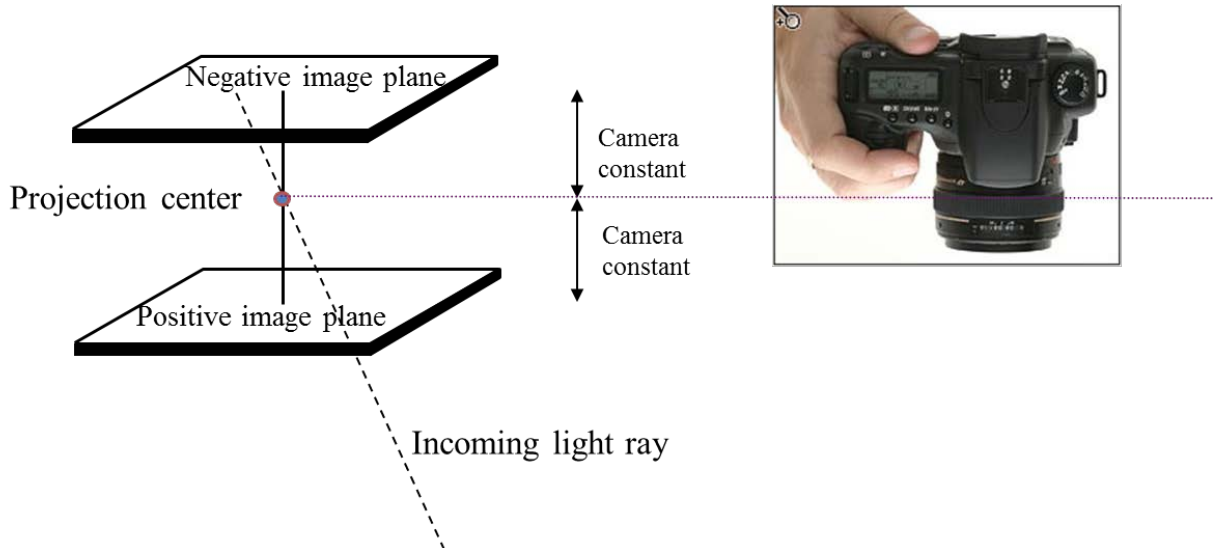 Negative image plane
Camera
constant
Projection center
Camera
constant
Positive image plane
Incoming light ray